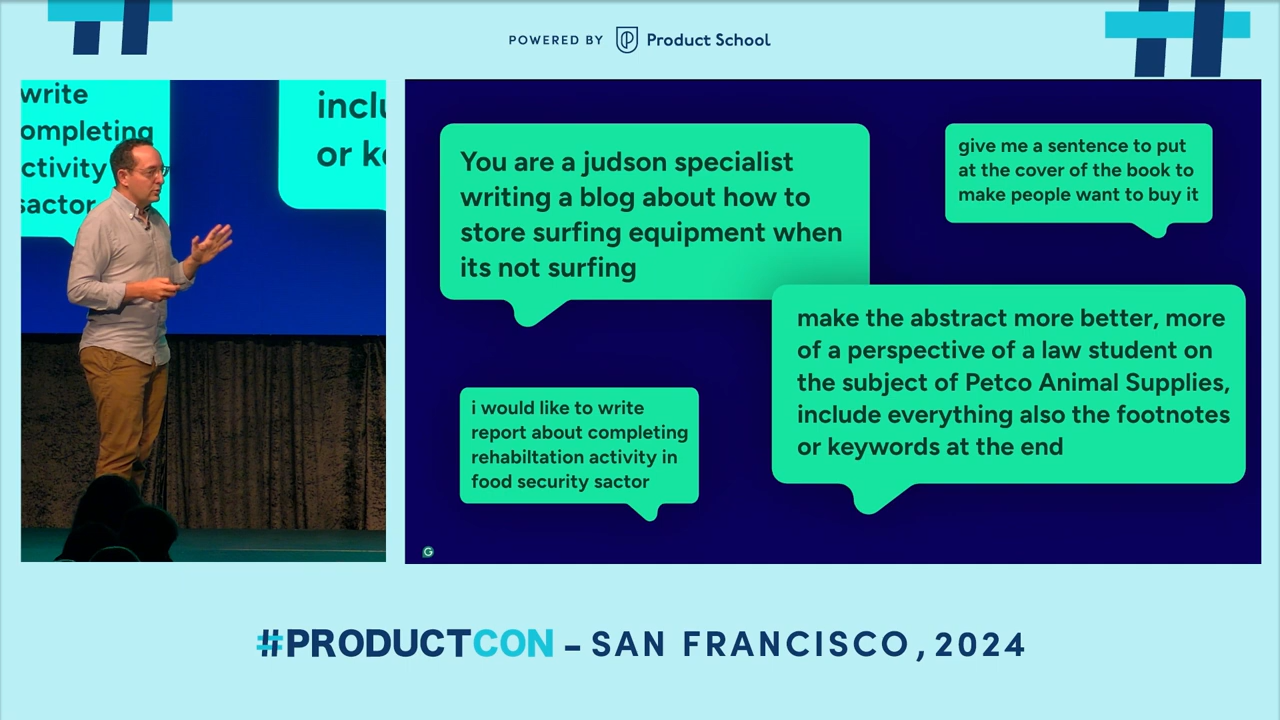 POWERED BY Product School
write
ompleting
ctivity
sactor
inclu
or k
You are a judson specialist
writing a blog about how to
store surfing equipment when
its not surfing
give me a sentence to put
at the cover of the book to
make people want to buy it
make the abstract more better, more
of a perspective of a law student on
the subject of Petco Animal Supplies,
include everything also the footnotes
or keywords at the end
i would like to write
report about completing
rehabiltation activity in
food security sactor
#PRODUCTCON – SAN FRANCISCO, 2024